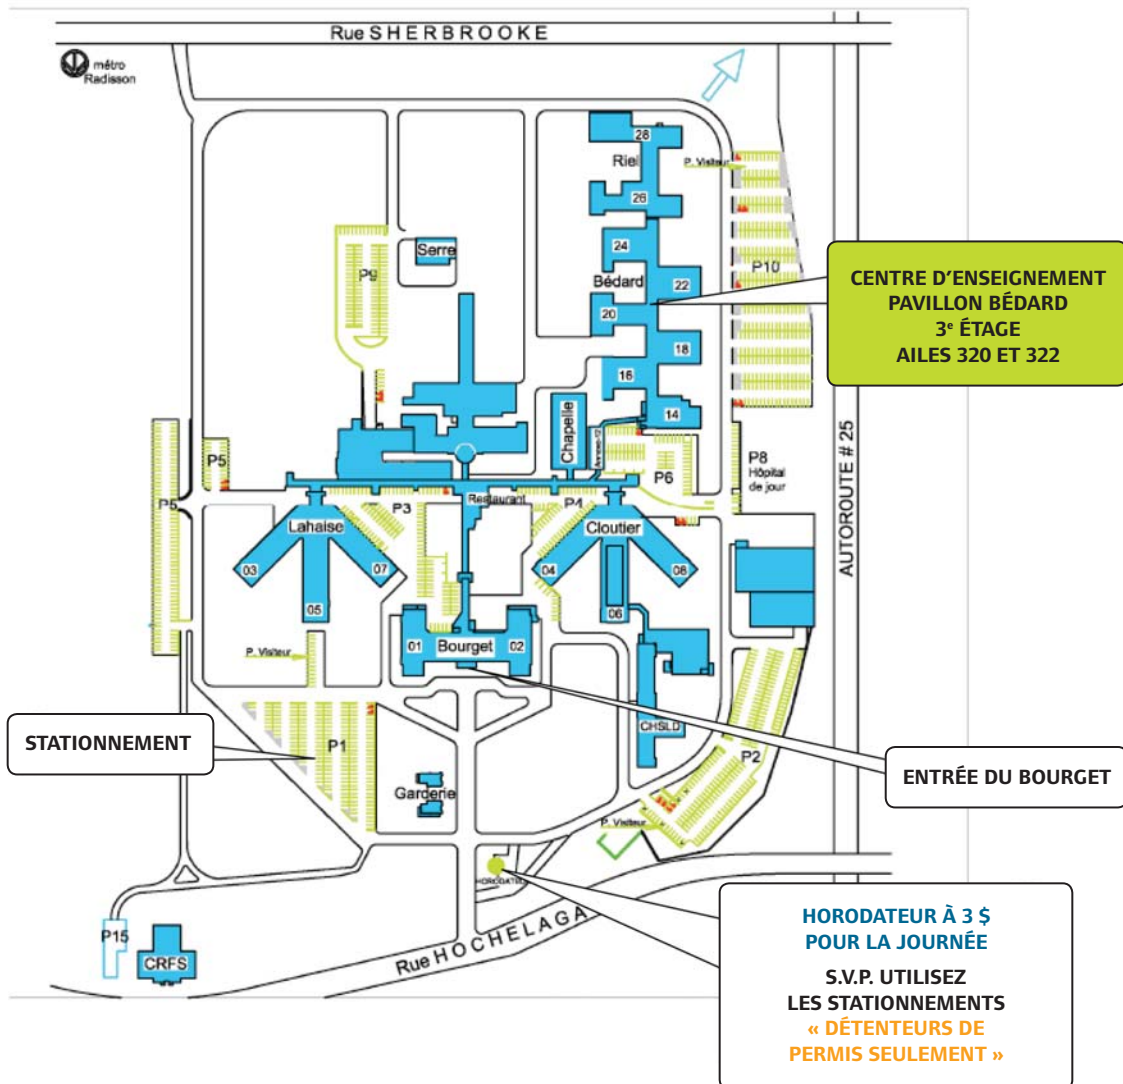 Rue SHERBROOKE
métro
Radisson
28
Riel
P. Visiteur
26
24
Serre
P9
Bédard
22
P10
20
18
16
14
CENTRE D'ENSEIGNEMENT
PAVILLON BÉDARD
3e ÉTAGE
AILES 320 ET 322
Chapelle
Annexe-12
P5
P5
P6
P8
Hôpital
de jour
AUTOROUTE # 25
Restaurant
P3
P4
Lahaise
Cloutier
03
07
04
08
05
06
01
Bourget
02
P. Visiteur
CHSLD
STATIONNEMENT
P1
P2
ENTRÉE DU BOURGET
Garderie
P. Visiteur
HORODATEUR
Rue HOCHELAGA
P15
CRFS
HORODATEUR À 3 $
POUR LA JOURNÉE
S.V.P. UTILISEZ
LES STATIONNEMENTS
« DÉTENTEURS DE
PERMIS SEULEMENT »